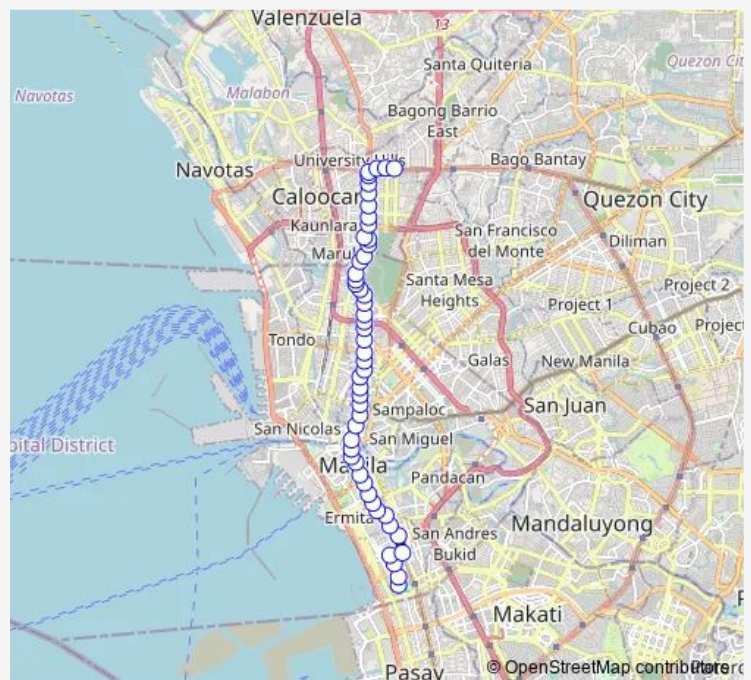 Valenzuela
13
Santa Quiteria
Quezon Cit
Navotas
Malabon
Bagong Barrio
East
University Hills
Bago Bantay
Navotas
Caloocan
Quezon City
Kaunlara
San Francisco
del Monte
Diliman
Marul
Santa Mesa
Heights
Project 2
Project 1
Cubao
Project
Tondo
Galas
New Manila
Sampaloc
San Juan
San Nicolas
San Miguel
pital District
Manila
Pandacan
Ermita
Mandaluyong
San Andres
Bukid
Makati
Pasay
© OpenStreetMap contributors